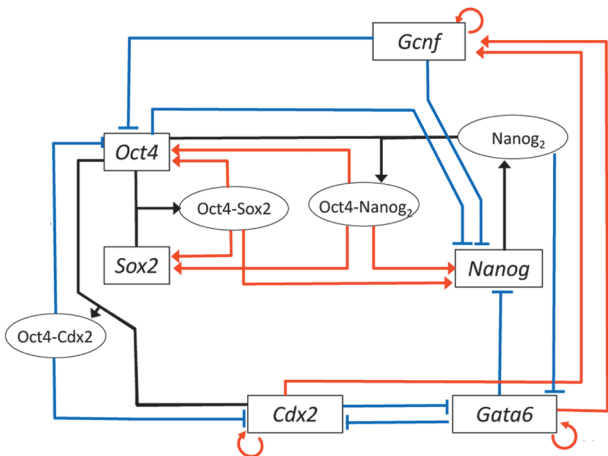 Gcnf
Oct4
Nanog₂
Oct4-Sox2
Oct4-Nanog₂
Sox2
Nanog
Oct4-Cdx2
Cdx2
Gata6